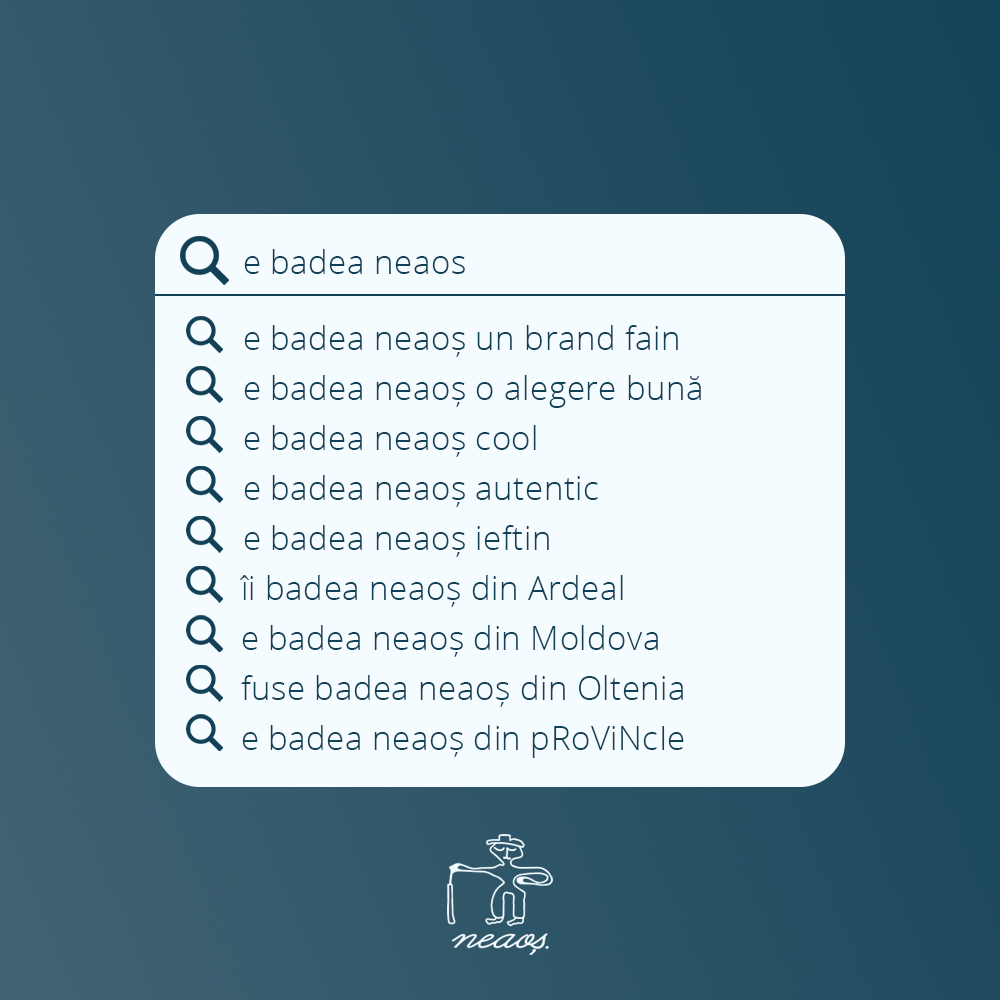 e badea neaos
e badea neaoș un brand fain
e badea neaoș o alegere bună
e badea neaoș cool
e badea neaoș autentic
e badea neaoș ieftin
îi badea neaoș din Ardeal
e badea neaoș din Moldova
fuse badea neaoș din Oltenia
e badea neaoș din pRoViNcIe
neaoș.